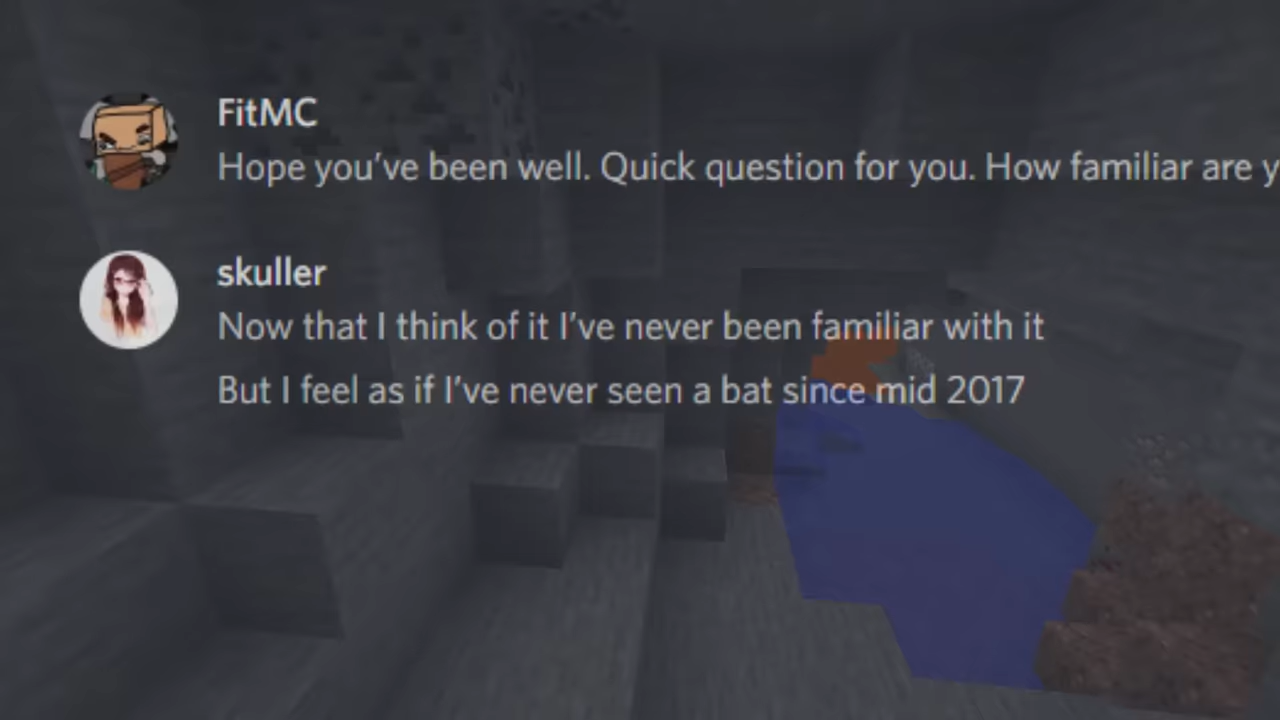 FitMC
Hope you've been well. Quick question for you. How familiar are y
skuller
Now that I think of it I've never been familiar with it
But I feel as if I've never seen a bat since mid 2017